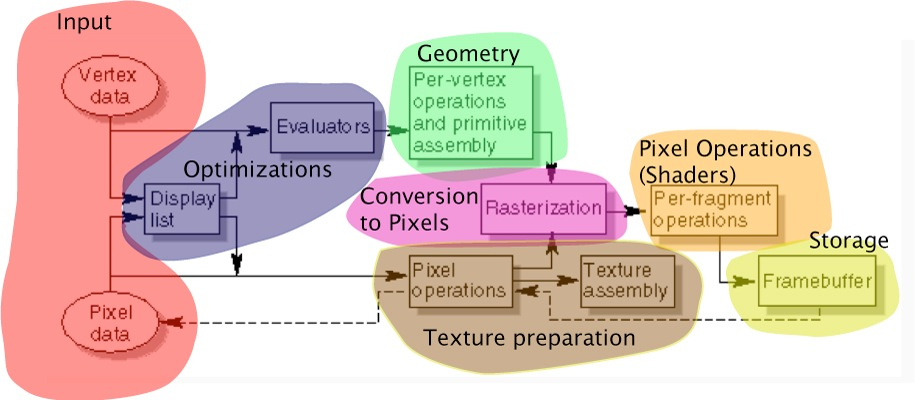 Input
Vertex
data
Geometry
Per-vertex
operations
and primitive
assembly
Evaluators
Optimizations
Display
list
Conversion
to Pixels
Rasterization
Pixel Operations
(Shaders)
Per-fragment
operations
Storage
Framebuffer
Pixel
operations
Texture
assembly
Pixel
data
Texture preparation